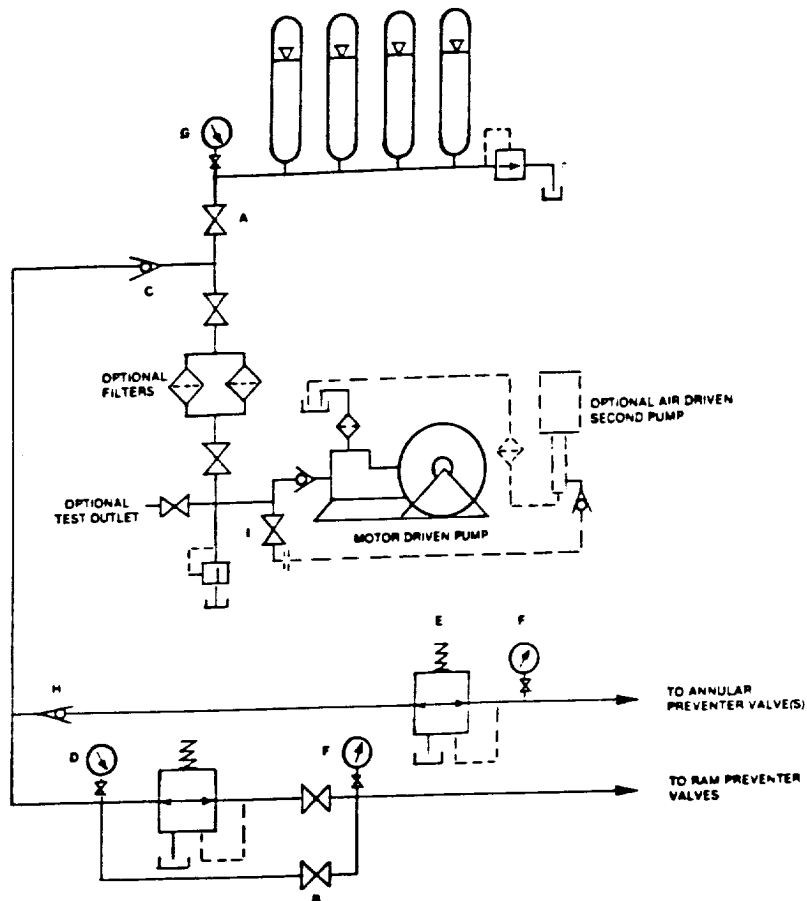 G
A
C
OPTIONAL
FILTERS
OPTIONAL AIR DRIVEN
SECOND PUMP
OPTIONAL
TEST OUTLET
I
MOTOR DRIVEN PUMP
E
F
H
TO ANNULAR
PREVENTER VALVE(S)
D
F
TO RAM PREVENTER
VALVES